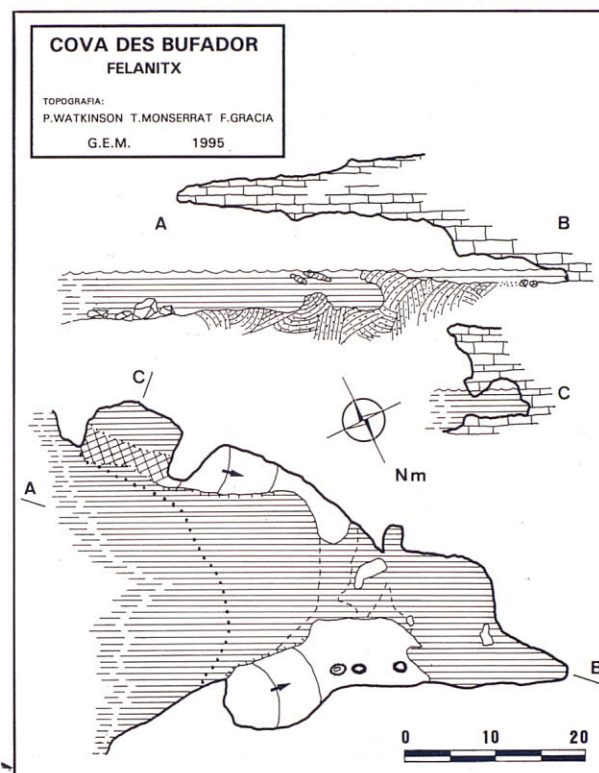 COVA DES BUFADOR
FELANITX
TOPOGRAFIA:
P.WATKINSON T.MONSERRAT F.GRACIA
G.E.M. 1995
A
B
C
C
Nm
A
B
0 10 20